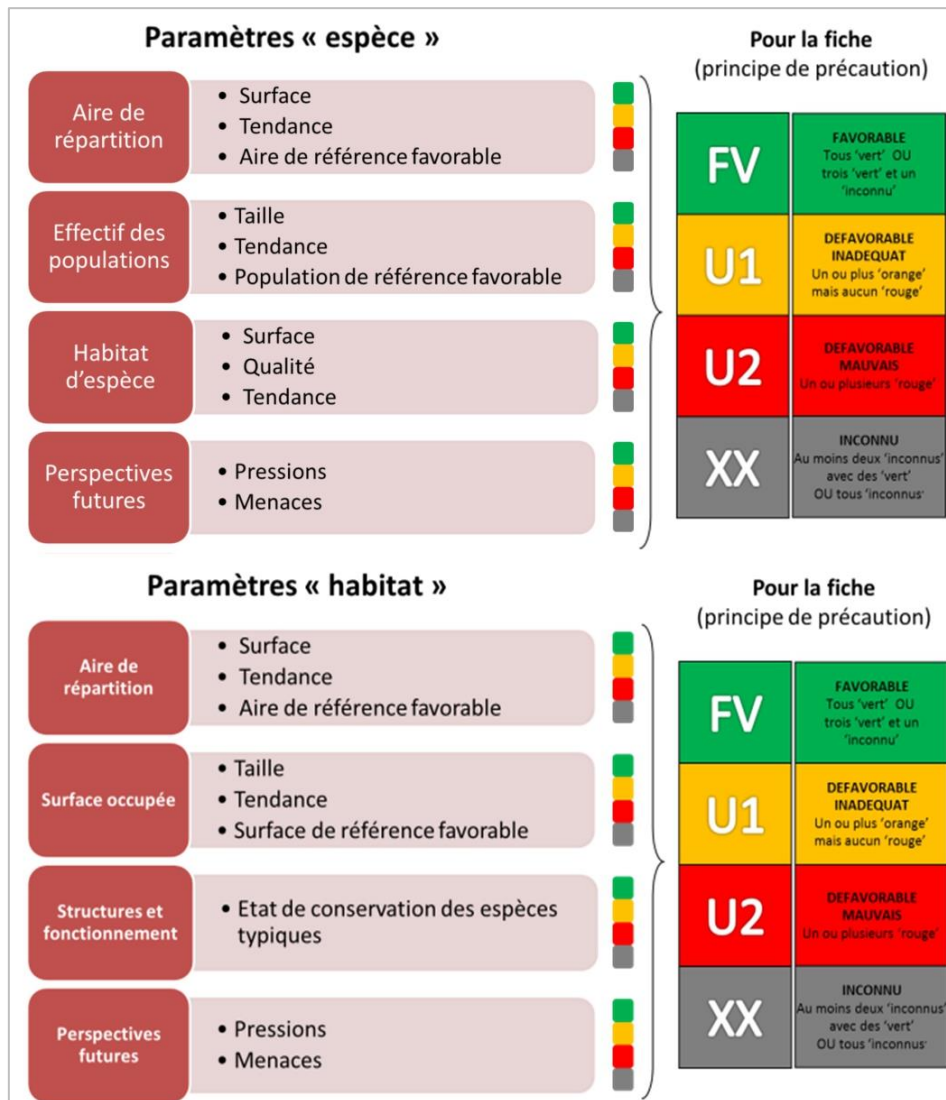 Paramètres « espèce »
Pour la fiche
(principe de précaution)
Aire de
répartition
• Surface
• Tendance
• Aire de référence favorable
Effectif des
populations
• Taille
• Tendance
• Population de référence favorable
Habitat
d'espèce
• Surface
• Qualité
• Tendance
Perspectives
futures
• Pressions
• Menaces
FV
FAVORABLE
Tous 'vert' OU
trois 'vert' et un
'inconnu'
U1
DEFAVORABLE
INADEQUAT
Un ou plus 'orange'
mais aucun 'rouge'
U2
DEFAVORABLE
MAUVAIS
Un ou plusieurs 'rouge'
XX
INCONNU
Au moins deux 'inconnus'
avec des 'vert'
OU tous 'inconnus'
Paramètres « habitat »
Pour la fiche
(principe de précaution)
Aire de
répartition
• Surface
• Tendance
• Aire de référence favorable
Surface occupée
• Taille
• Tendance
• Surface de référence favorable
Structures et
fonctionnement
• Etat de conservation des espèces
typiques
Perspectives
futures
• Pressions
• Menaces
FV
FAVORABLE
Tous 'vert' OU
trois 'vert' et un
'inconnu'
U1
DEFAVORABLE
INADEQUAT
Un ou plus 'orange'
mais aucun 'rouge'
U2
DEFAVORABLE
MAUVAIS
Un ou plusieurs 'rouge'
XX
INCONNU
Au moins deux 'inconnus'
avec des 'vert'
OU tous 'inconnus'